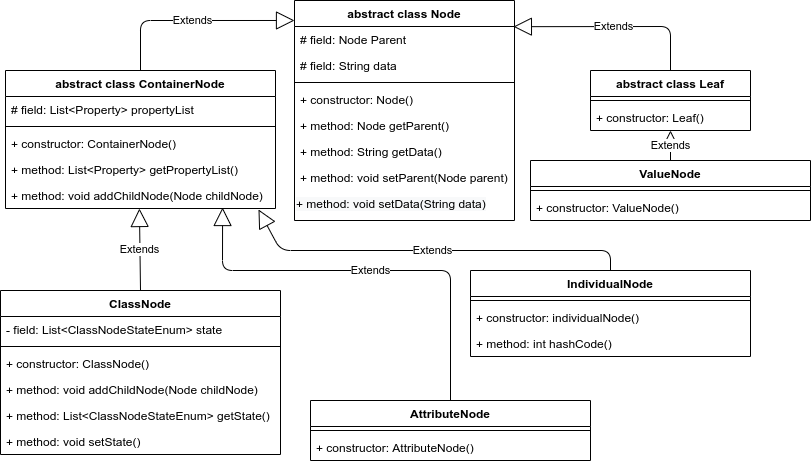 abstract class Node
# field: Node Parent
# field: String data
+ constructor: Node()
+ method: Node getParent()
+ method: String getData()
+ method: void setParent(Node parent)
+ method: void setData(String data)
Extends
Extends
abstract class ContainerNode
# field: List<Property> propertyList
+ constructor: ContainerNode()
+ method: List<Property> getPropertyList()
+ method: void addChildNode(Node childNode)
abstract class Leaf
+ constructor: Leaf()
Extends
ValueNode
+ constructor: ValueNode()
Extends
Extends
Extends
ClassNode
- field: List<ClassNodeStateEnum> state
+ constructor: ClassNode()
+ method: void addChildNode(Node childNode)
+ method: List<ClassNodeStateEnum> getState()
+ method: void setState()
IndividualNode
+ constructor: individualNode()
+ method: int hashCode()
AttributeNode
+ constructor: AttributeNode()